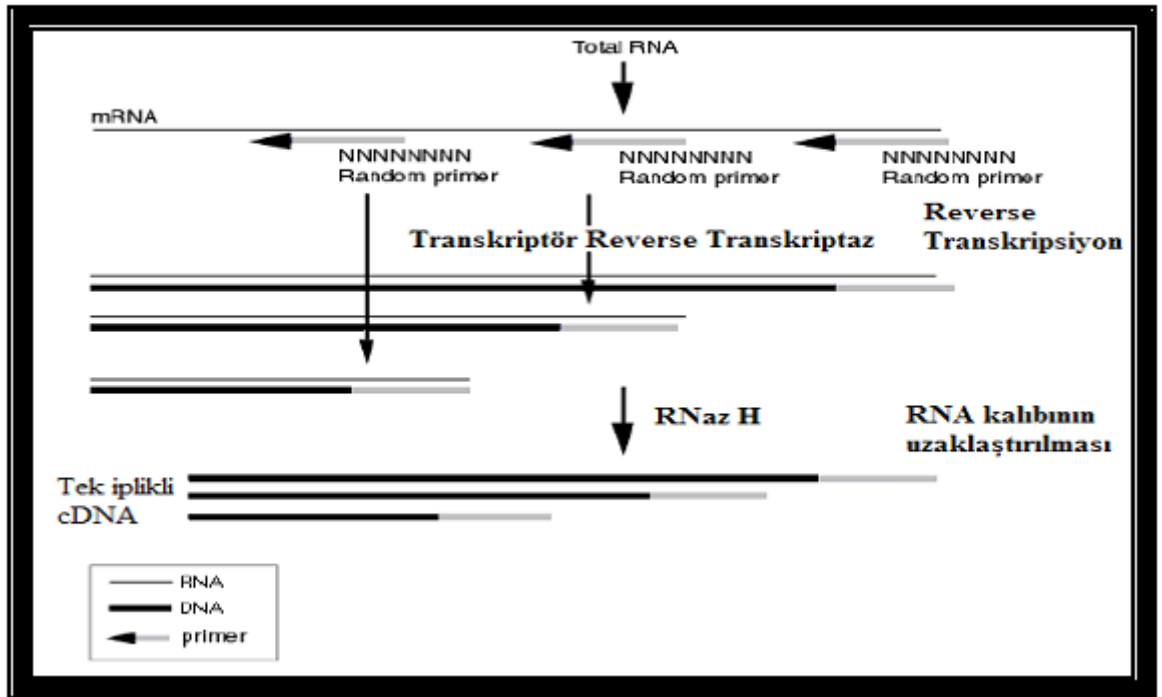 Total RNA
mRNA
NNNNNNNN
Random primer
NNNNNNNN
Random primer
NNNNNNNN
Random primer
Transkriptör Reverse Transkriptaz
Reverse
Transkripsiyon
RNaz H
RNA kalıbının
uzaklaştırılması
Tek iplikli
cDNA
RNA
DNA
primer